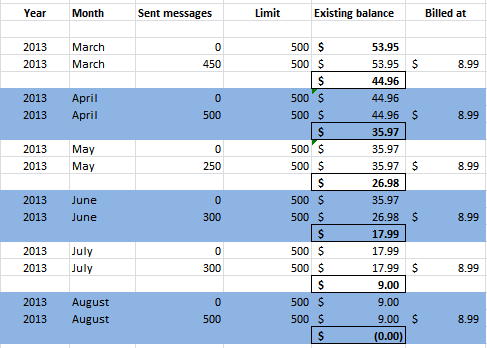 Year Month Sent messages Limit Existing balance Billed at
2013 March 0 500 $ 53.95
2013 March 450 500 $ 53.95 $ 8.99
$ 44.96
2013 April 0 500 $ 44.96
2013 April 500 500 $ 44.96 $ 8.99
$ 35.97
2013 May 0 500 $ 35.97
2013 May 250 500 $ 35.97 $ 8.99
$ 26.98
2013 June 0 500 $ 35.97
2013 June 300 500 $ 26.98 $ 8.99
$ 17.99
2013 July 0 500 $ 17.99
2013 July 300 500 $ 17.99 $ 8.99
$ 9.00
2013 August 0 500 $ 9.00
2013 August 500 500 $ 9.00 $ 8.99
$ (0.00)